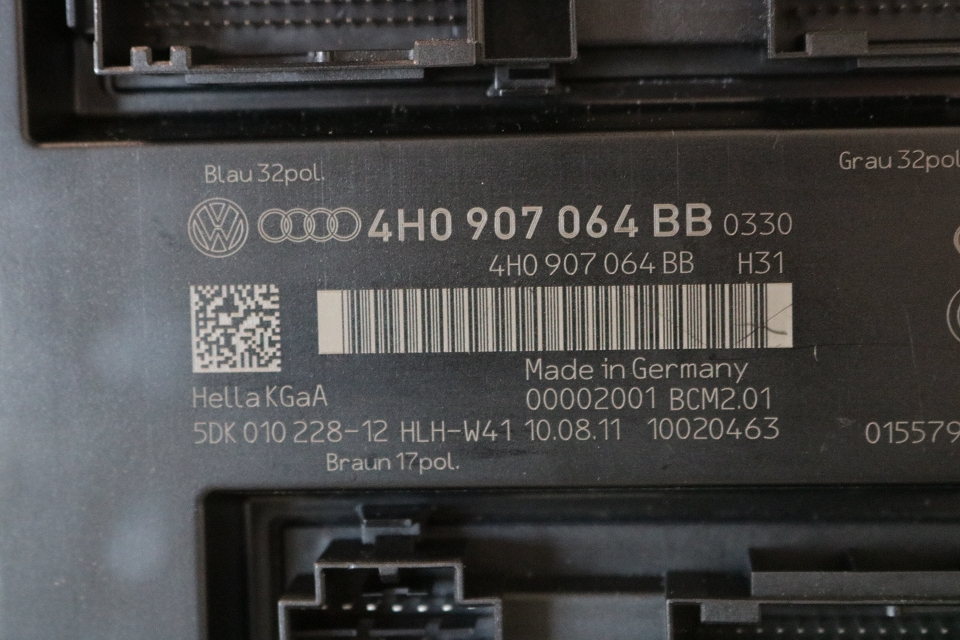 Blau 32pol.
Grau 32pol
4H0 907 064 BB 0330
4H0 907 064 BB H31
Made in Germany
Hella KGaA 00002001 BCM2.01
5DK 010 228-12 HLH-W41 10.08.11 10020463 015579
Braun 17pol.